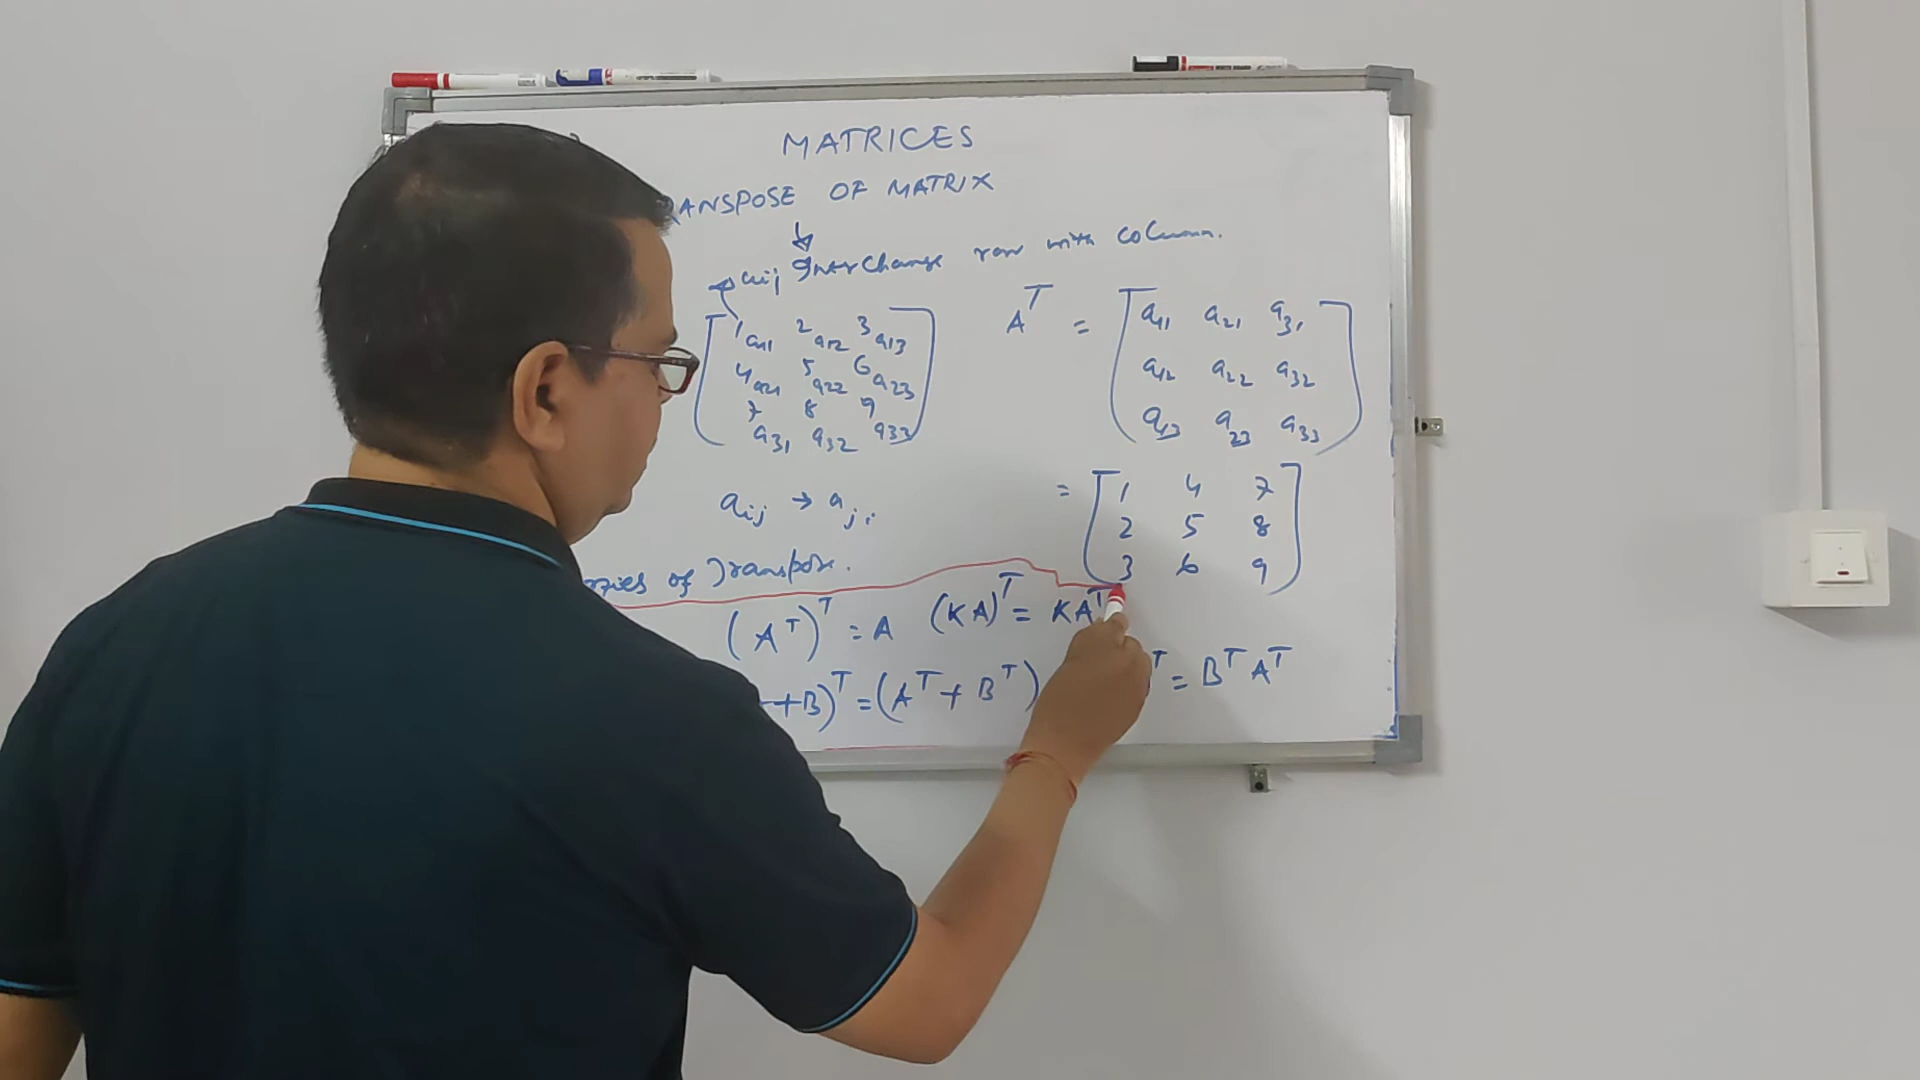 MATRICES
RANSPOSE OF MATRIX
Interchange row with column.
aij
1 2 3
a11 a12 a13
4 5 6
a21 a22 a23
7 8 9
a31 a32 a33
A^T = [a11 a21 a31
a12 a22 a32
a13 a23 a33]
aij → aji
= [1 4 7
2 5 8
3 6 9]
of Transpose.
(A^T)^T = A (KA)^T = KA^T
+B)^T = (A^T + B^T) T = B^T A^T